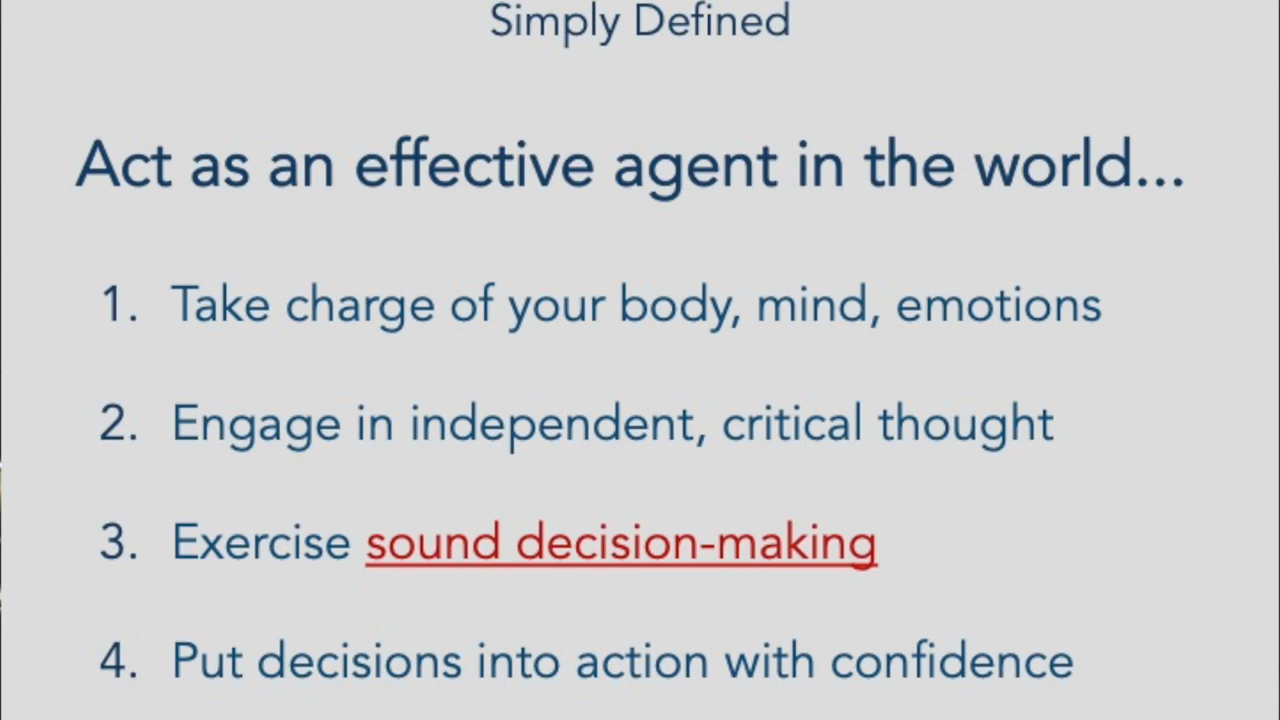 Simply Defined
Act as an effective agent in the world...
1. Take charge of your body, mind, emotions
2. Engage in independent, critical thought
3. Exercise sound decision-making
4. Put decisions into action with confidence